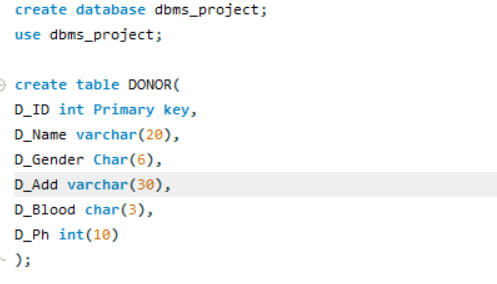 create database dbms_project;
use dbms_project;
create table DONOR(
D_ID int Primary key,
D_Name varchar(20),
D_Gender Char(6),
D_Add varchar(30),
D_Blood char(3),
D_Ph int(10)
);